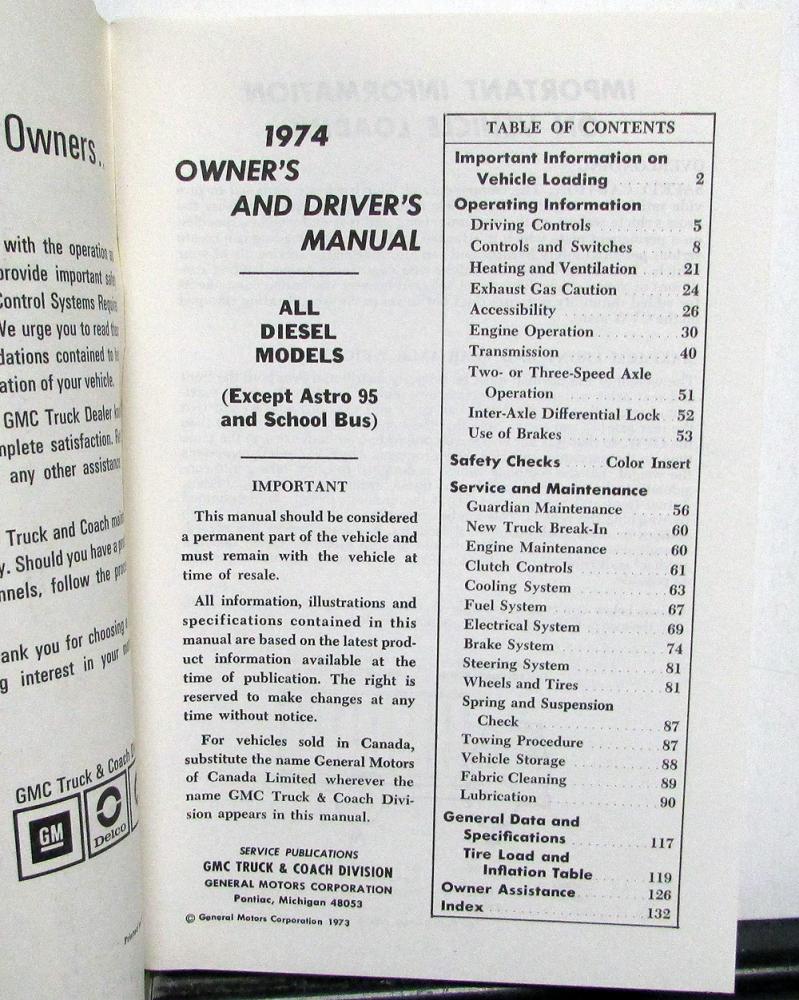 Owners..
with the operation
provide important
Control Systems
We urge you to read
dations contained to
ation of your vehicle.
GMC Truck Dealer
mplete satisfaction.
any other assistance
Truck and Coach
y. Should you have a
nnels, follow the
ank you for choosing
g interest in your
GMC Truck & Coach
GM
Delco
1974
OWNER'S
AND DRIVER'S
MANUAL
ALL
DIESEL
MODELS
(Except Astro 95
and School Bus)
IMPORTANT
This manual should be considered
a permanent part of the vehicle and
must remain with the vehicle at
time of resale.
All information, illustrations and
specifications contained in this
manual are based on the latest prod-
uct information available at the
time of publication. The right is
reserved to make changes at any
time without notice.
For vehicles sold in Canada,
substitute the name General Motors
of Canada Limited wherever the
name GMC Truck & Coach Divi-
sion appears in this manual.
SERVICE PUBLICATIONS
GMC TRUCK & COACH DIVISION
GENERAL MOTORS CORPORATION
Pontiac, Michigan 48053
© General Motors Corporation 1973
TABLE OF CONTENTS
Important Information on
Vehicle Loading 2
Operating Information
Driving Controls 5
Controls and Switches 8
Heating and Ventilation 21
Exhaust Gas Caution 24
Accessibility 26
Engine Operation 30
Transmission 40
Two- or Three-Speed Axle
Operation 51
Inter-Axle Differential Lock 52
Use of Brakes 53
Safety Checks Color Insert
Service and Maintenance
Guardian Maintenance 56
New Truck Break-In 60
Engine Maintenance 60
Clutch Controls 61
Cooling System 63
Fuel System 67
Electrical System 69
Brake System 74
Steering System 81
Wheels and Tires 81
Spring and Suspension
Check 87
Towing Procedure 87
Vehicle Storage 88
Fabric Cleaning 89
Lubrication 90
General Data and
Specifications 117
Tire Load and
Inflation Table 119
Owner Assistance 126
Index 132